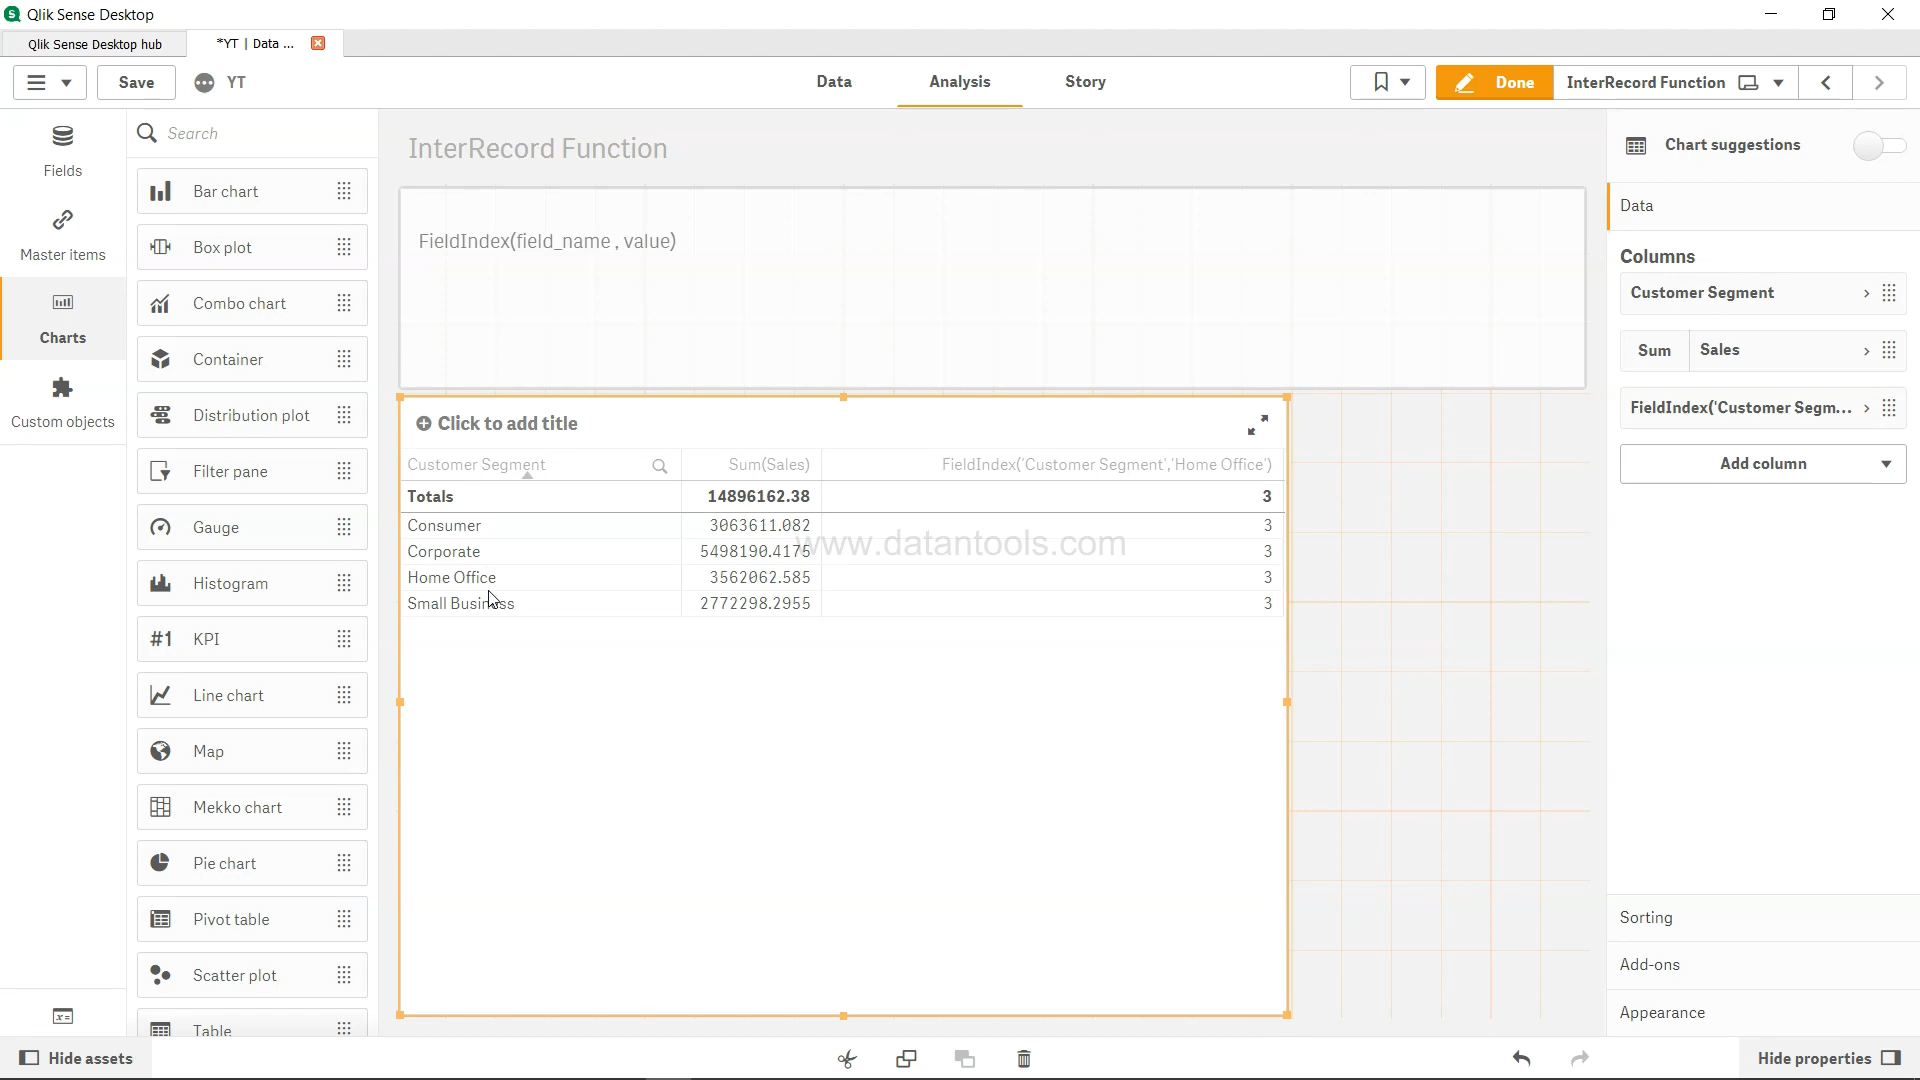 Qlik Sense Desktop
Qlik Sense Desktop hub
*YT | Data ...
Save
YT
Data
Analysis
Story
Done
InterRecord Function
Fields
Master items
Charts
Custom objects
Search
Bar chart
Box plot
Combo chart
Container
Distribution plot
Filter pane
Gauge
Histogram
#1 KPI
Line chart
Map
Mekko chart
Pie chart
Pivot table
Scatter plot
Table
InterRecord Function
FieldIndex(field_name , value)
Click to add title
Customer Segment Sum(Sales) FieldIndex('Customer Segment','Home Office')
Totals 14896162.38 3
Consumer 3063611.082 3
Corporate 5498190.4175 3
Home Office 3562062.585 3
Small Business 2772298.2955 3
www.datantools.com
Chart suggestions
Data
Columns
Customer Segment
Sum Sales
FieldIndex('Customer Segm...
Add column
Sorting
Add-ons
Appearance
Hide assets
Hide properties